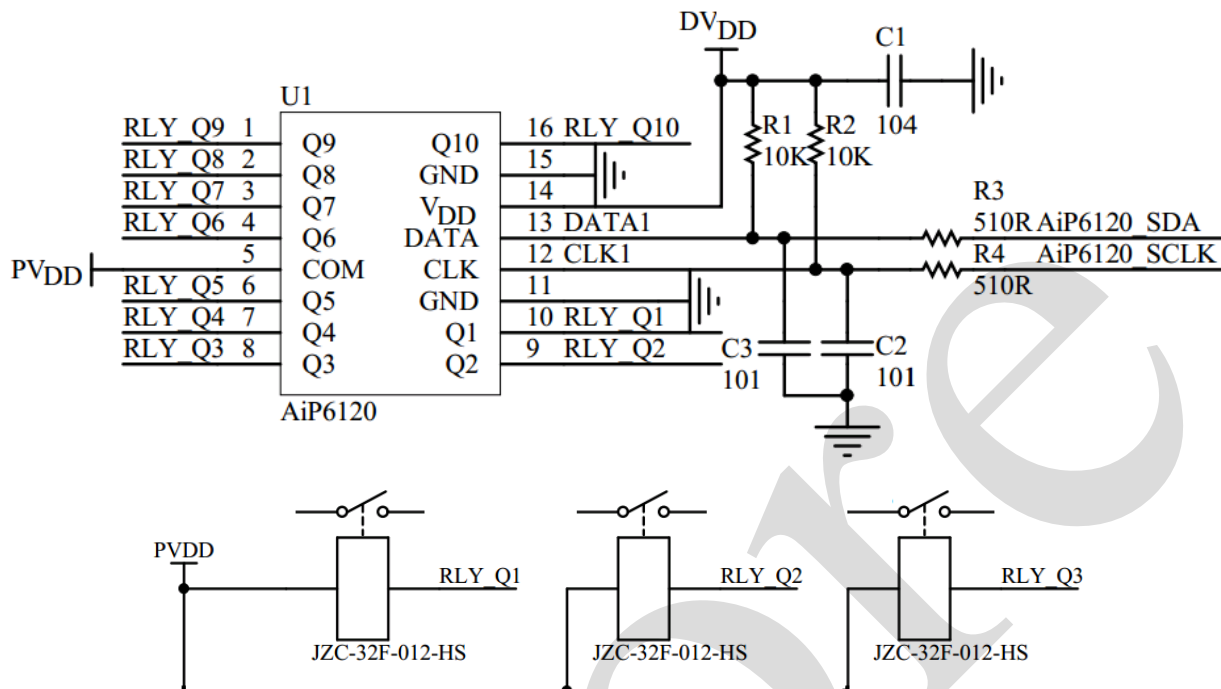 DVDD
C1
104
U1
RLY_Q9 1 Q9 Q10 16 RLY_Q10
RLY_Q8 2 Q8 GND 15
RLY_Q7 3 Q7 VDD 14
RLY_Q6 4 Q6 DATA 13 DATA1
PVDD 5 COM CLK 12 CLK1
RLY_Q5 6 Q5 GND 11
RLY_Q4 7 Q4 Q1 10 RLY_Q1
RLY_Q3 8 Q3 Q2 9 RLY_Q2
AiP6120
R1
10K
R2
10K
R3
510R AiP6120_SDA
R4 AiP6120_SCLK
510R
C3
101
C2
101
PVDD
RLY_Q1
JZC-32F-012-HS
RLY_Q2
JZC-32F-012-HS
RLY_Q3
JZC-32F-012-HS
ore